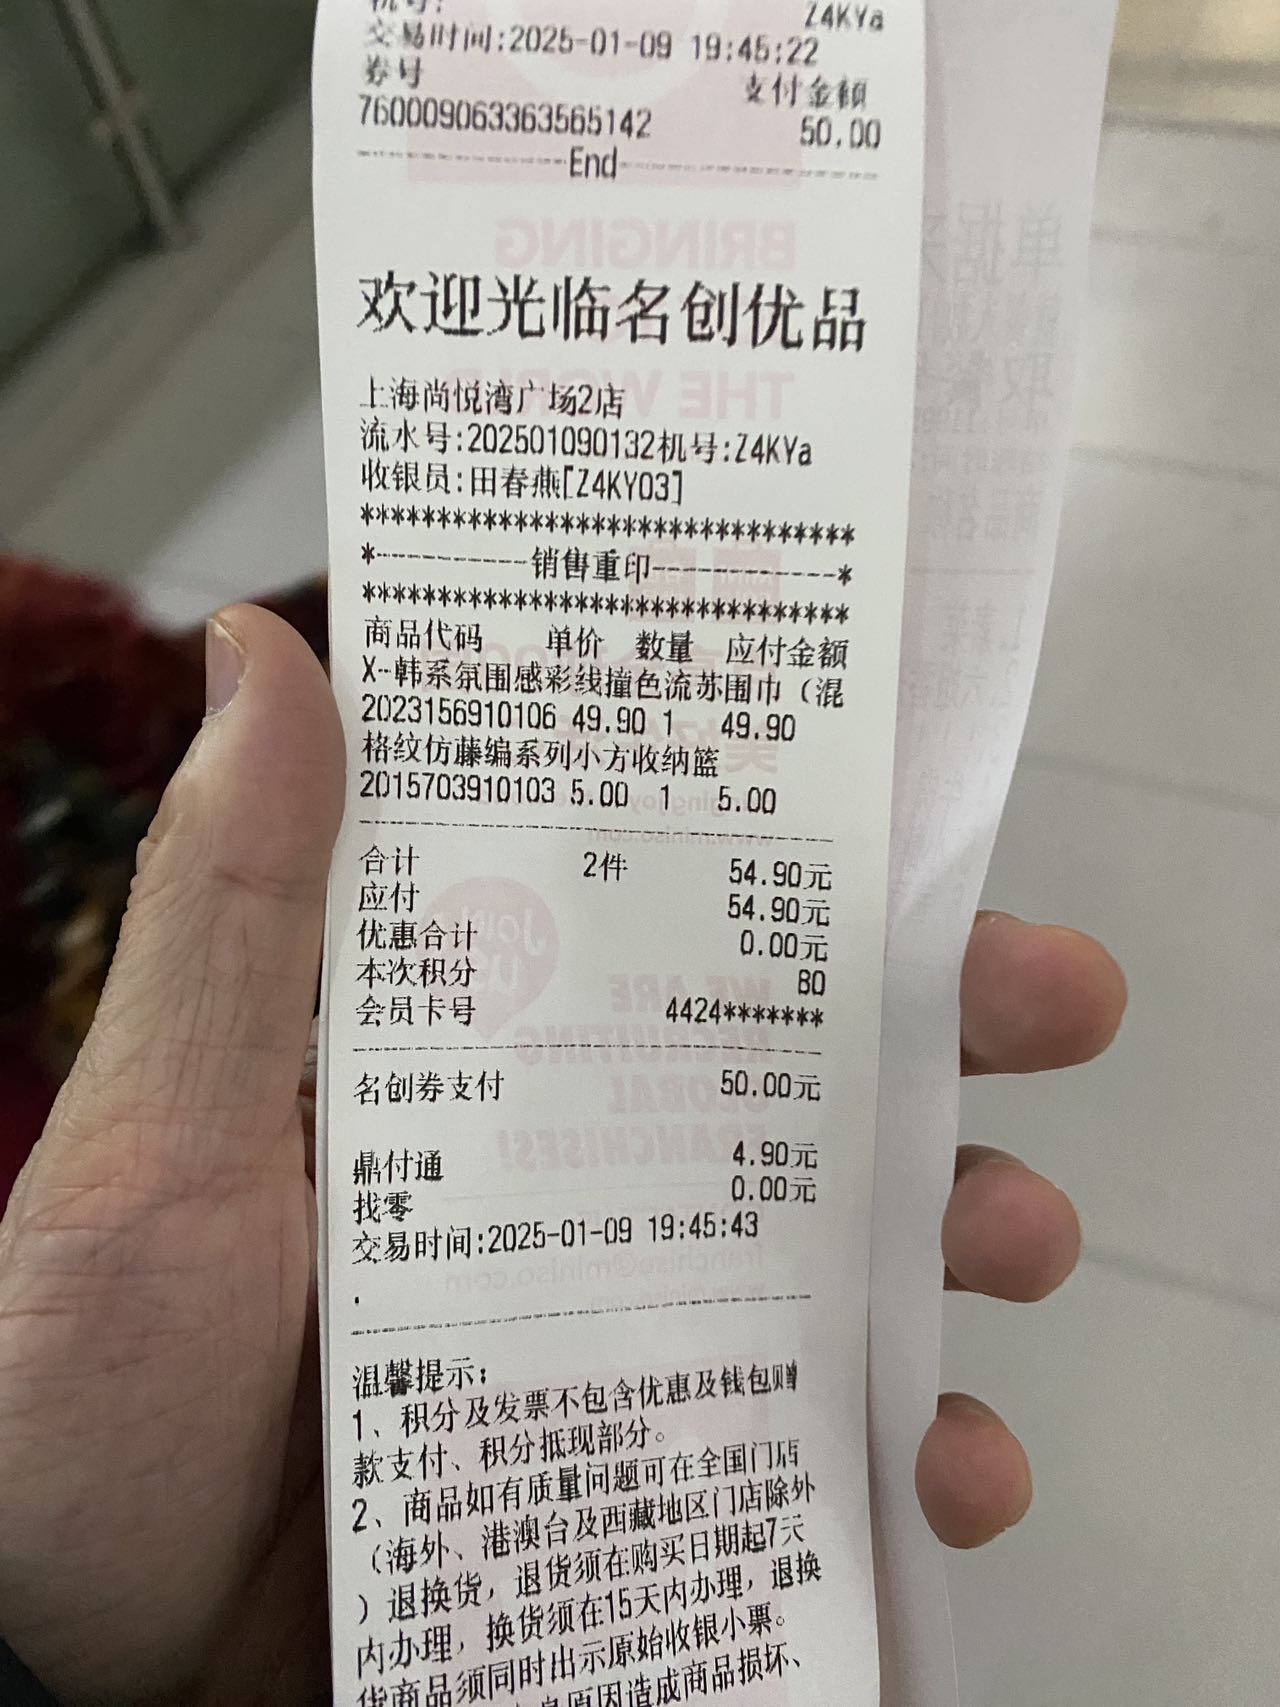 机号: Z4KYa
交易时间:2025-01-09 19:45:22
券号 支付金额
760009063363565142 50.00
End
欢迎光临名创优品
上海尚悦湾广场2店
流水号:202501090132机号:Z4KYa
收银员:田春燕[Z4KY03]
********************************
*----------销售重印------------*
********************************
商品代码 单价 数量 应付金额
X-韩系氛围感彩线撞色流苏围巾（混
2023156910106 49.90 1 49.90
格纹仿藤编系列小方收纳篮
2015703910103 5.00 1 5.00
合计 2件 54.90元
应付 54.90元
优惠合计 0.00元
本次积分 80
会员卡号 4424*******
名创券支付 50.00元
鼎付通 4.90元
找零 0.00元
交易时间:2025-01-09 19:45:43
.
温馨提示:
1、积分及发票不包含优惠及钱包赠
款支付、积分抵现部分。
2、商品如有质量问题可在全国门店
（海外、港澳台及西藏地区门店除外
）退换货，退货须在购买日期起7天
内办理，换货须在15天内办理，退换
货商品须同时出示原始收银小票。
原因造成商品损坏、